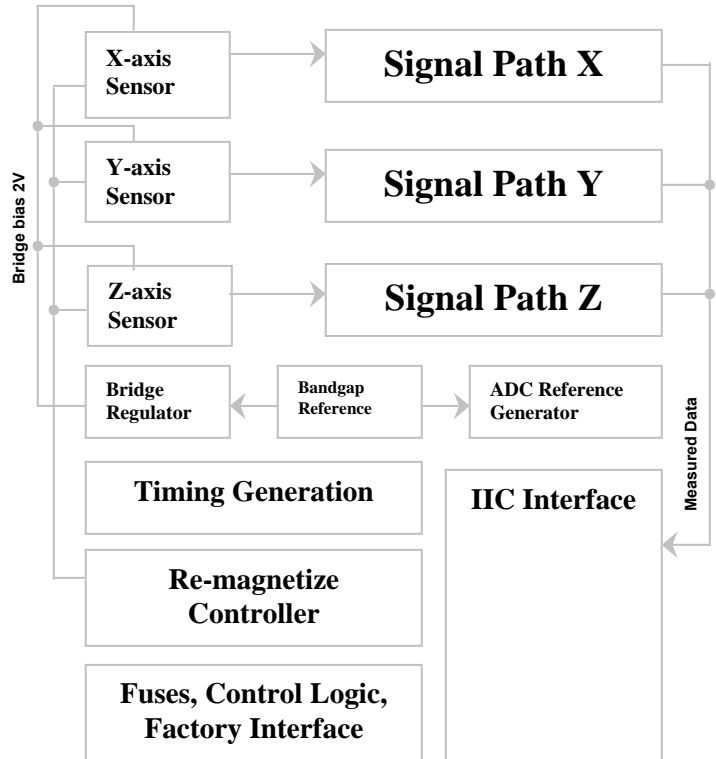 X-axis
Sensor
Signal Path X
Y-axis
Sensor
Signal Path Y
Bridge bias 2V
Z-axis
Sensor
Signal Path Z
Bridge
Regulator
Bandgap
Reference
ADC Reference
Generator
Measured Data
Timing Generation
IIC Interface
Re-magnetize
Controller
Fuses, Control Logic,
Factory Interface